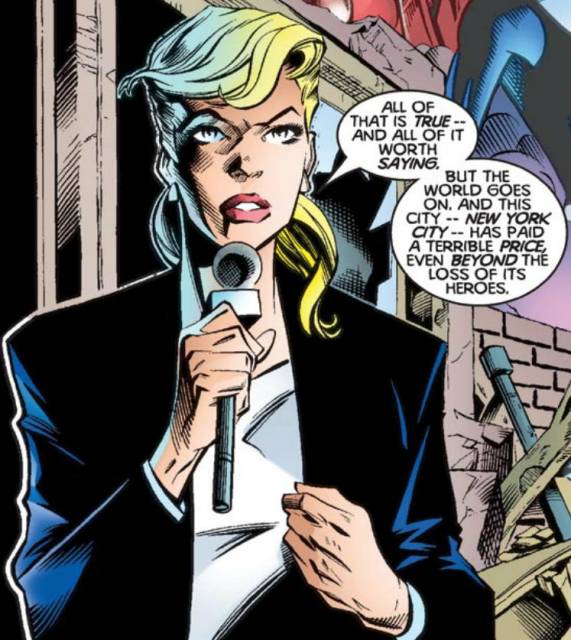 ALL OF
THAT IS TRUE --
AND ALL OF IT
WORTH
SAYING.
BUT THE
WORLD GOES
ON. AND THIS
CITY -- NEW YORK
CITY -- HAS PAID
A TERRIBLE PRICE,
EVEN BEYOND THE
LOSS OF ITS
HEROES.